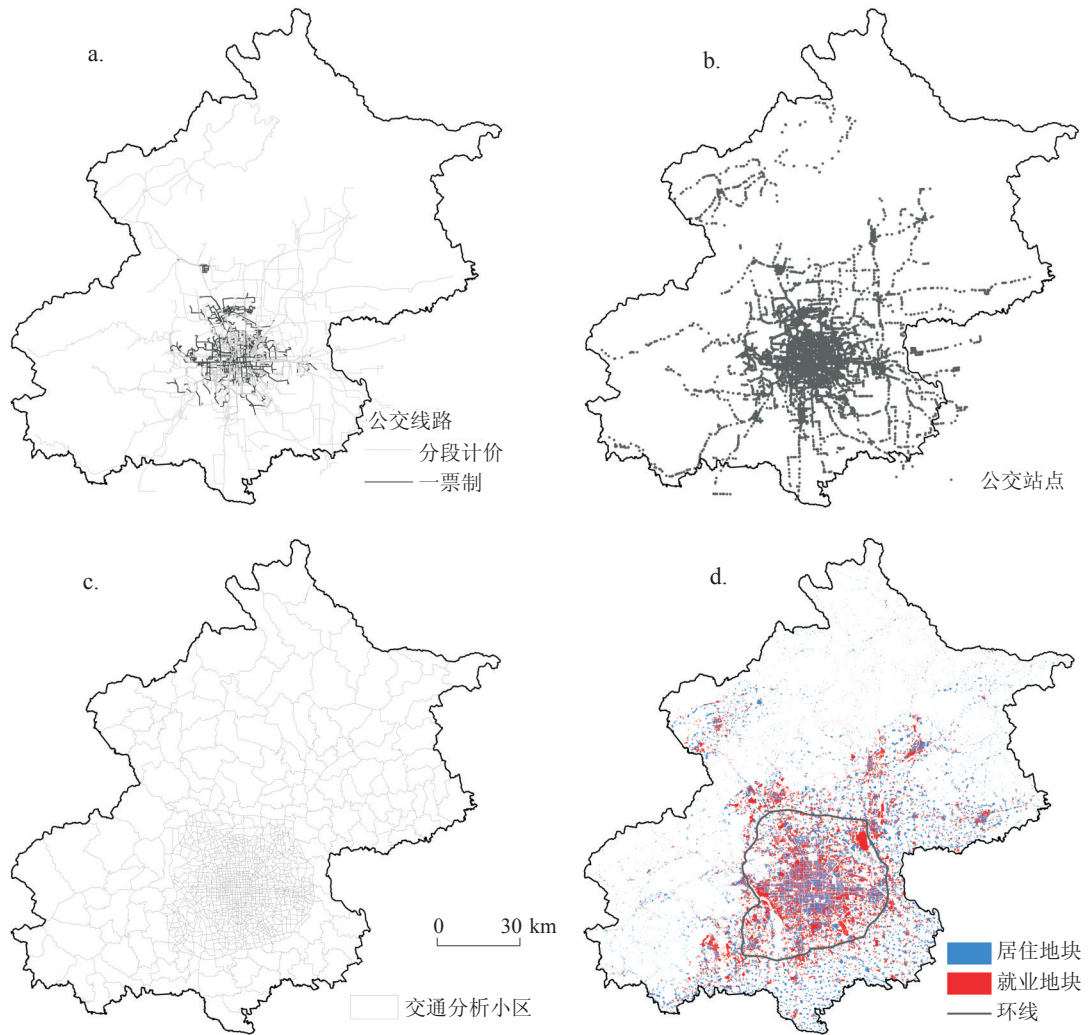 a.
公交线路
分段计价
一票制
b.
公交站点
c.
0 30 km
交通分析小区
d.
居住地块
就业地块
环线